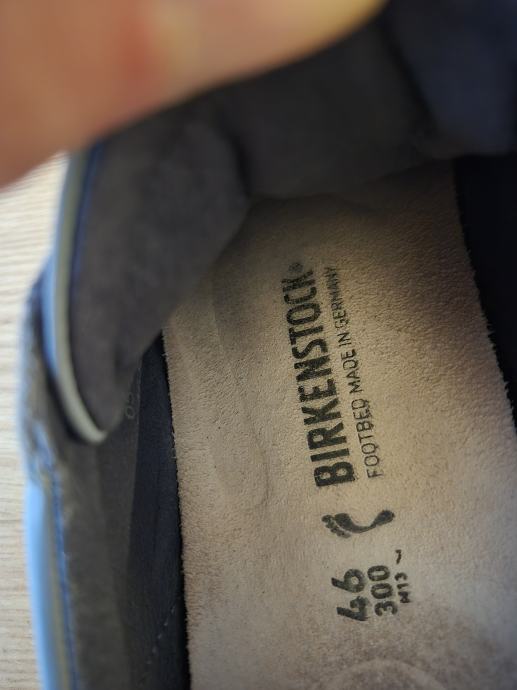 BIRKENSTOCK®
FOOTBED MADE IN GERMANY
46
300
M13